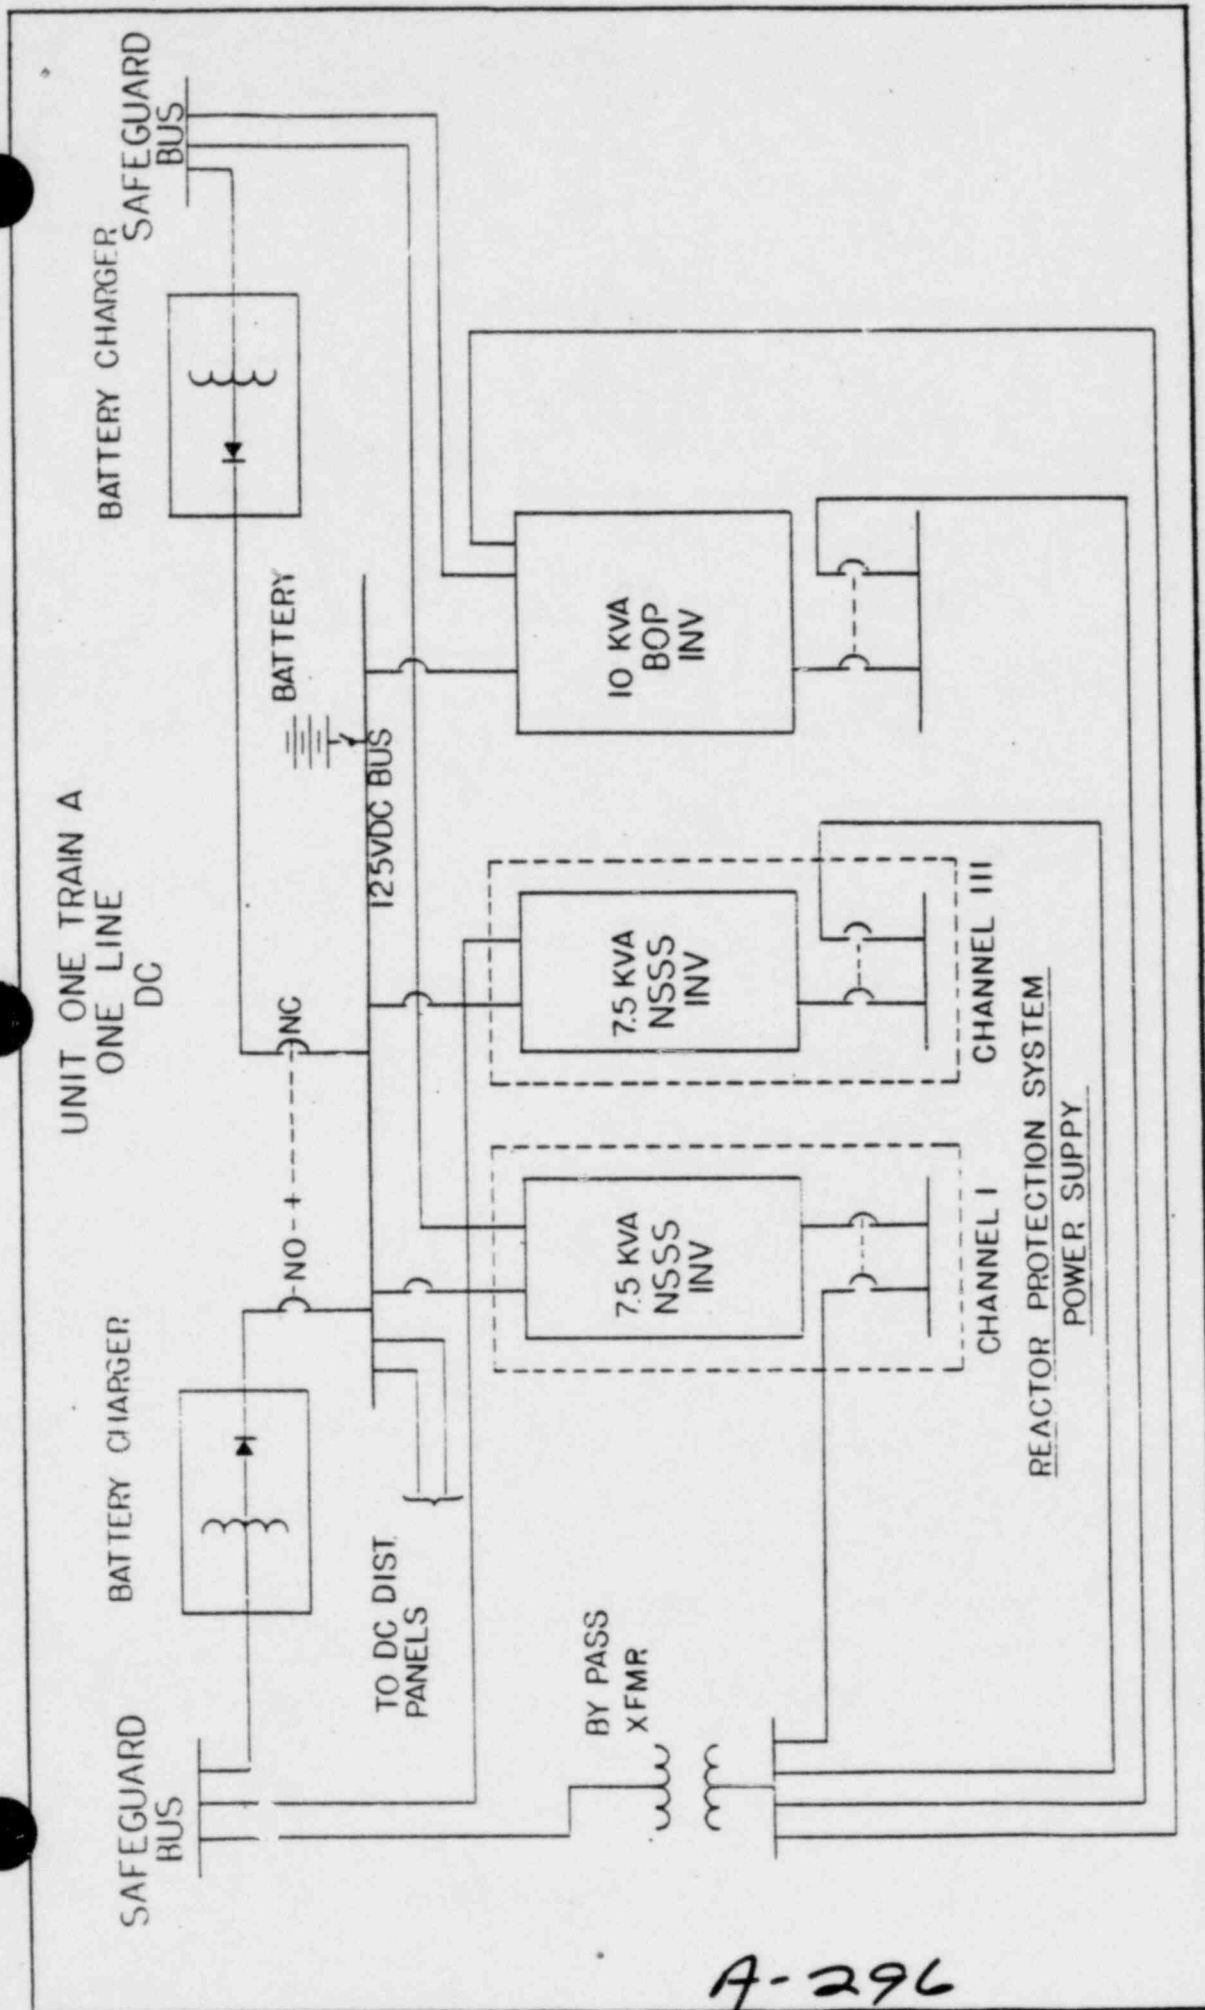 UNIT ONE TRAIN A
ONE LINE
DC
SAFEGUARD
BUS
BATTERY CHARGER
BATTERY CHARGER
SAFEGUARD
BUS
NO
NC
BATTERY
125VDC BUS
TO DC DIST.
PANELS
BY PASS
XFMR
7.5 KVA
NSSS
INV
7.5 KVA
NSSS
INV
10 KVA
BOP
INV
CHANNEL I
CHANNEL III
REACTOR PROTECTION SYSTEM
POWER SUPPY
A-296